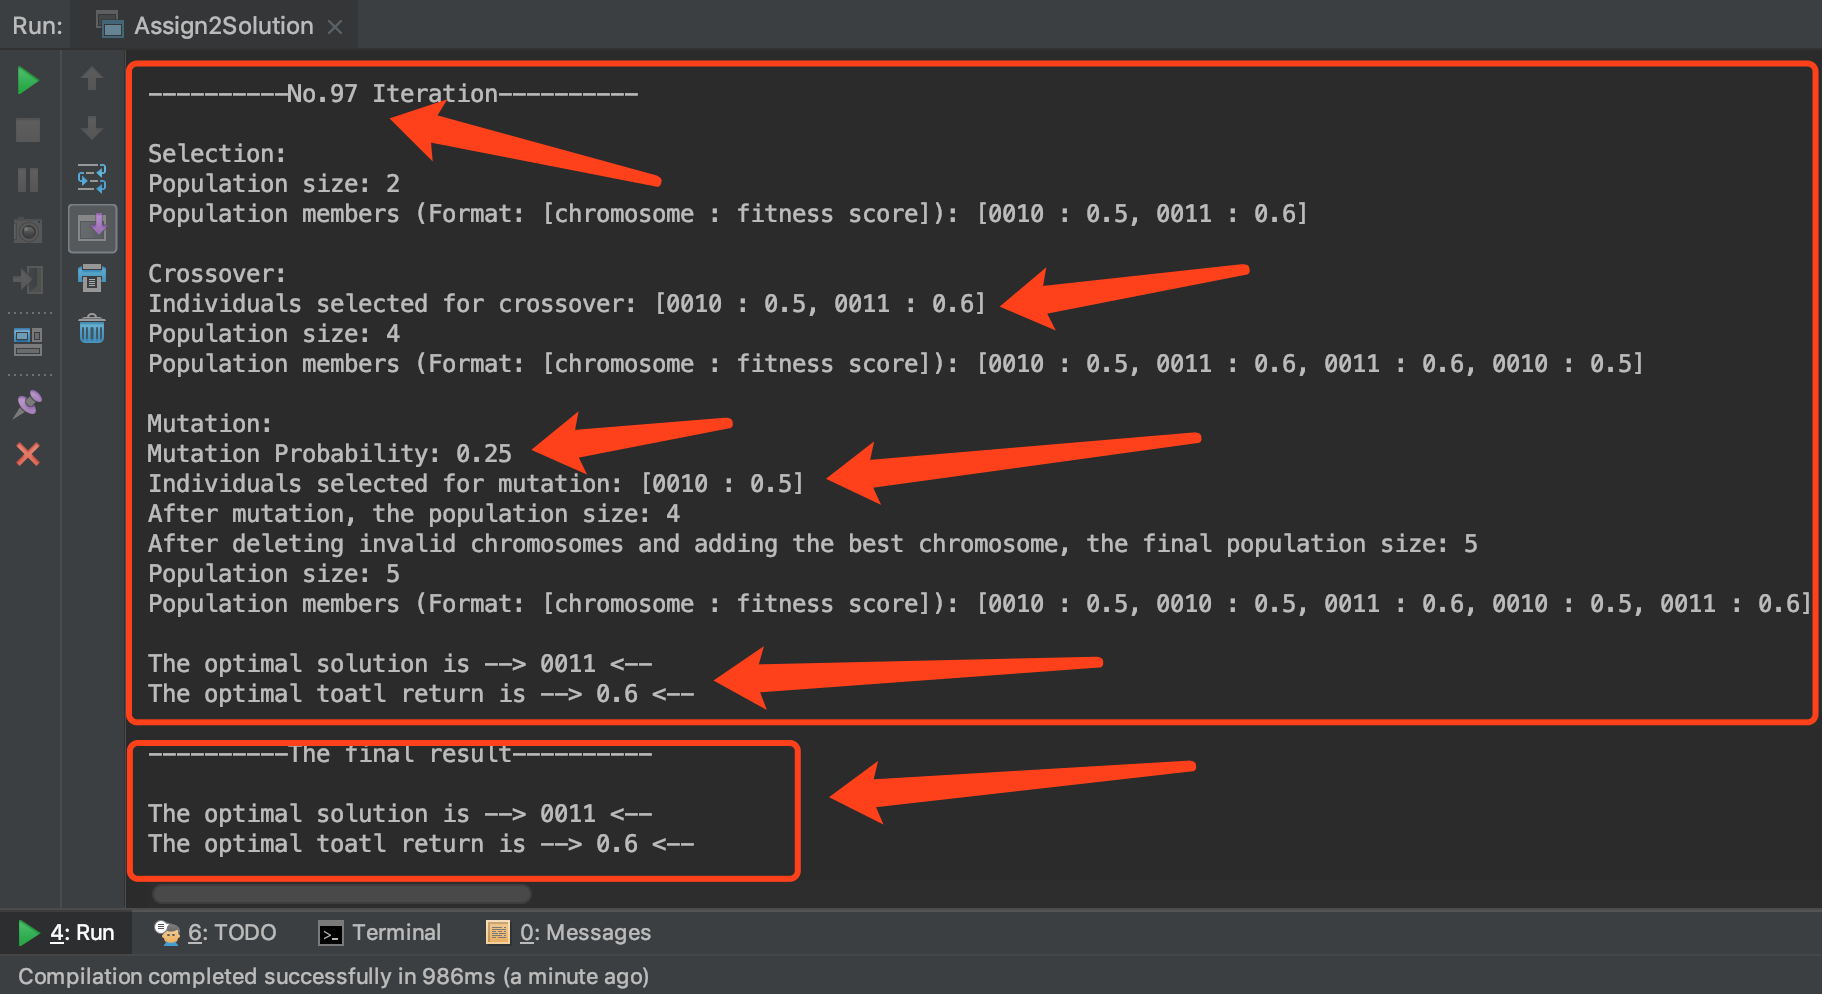 Run: Assign2Solution
----------No.97 Iteration----------
Selection:
Population size: 2
Population members (Format: [chromosome : fitness score]): [0010 : 0.5, 0011 : 0.6]
Crossover:
Individuals selected for crossover: [0010 : 0.5, 0011 : 0.6]
Population size: 4
Population members (Format: [chromosome : fitness score]): [0010 : 0.5, 0011 : 0.6, 0011 : 0.6, 0010 : 0.5]
Mutation:
Mutation Probability: 0.25
Individuals selected for mutation: [0010 : 0.5]
After mutation, the population size: 4
After deleting invalid chromosomes and adding the best chromosome, the final population size: 5
Population size: 5
Population members (Format: [chromosome : fitness score]): [0010 : 0.5, 0010 : 0.5, 0011 : 0.6, 0010 : 0.5, 0011 : 0.6]
The optimal solution is --> 0011 <--
The optimal toatl return is --> 0.6 <--
----------The final result----------
The optimal solution is --> 0011 <--
The optimal toatl return is --> 0.6 <--
4: Run 6: TODO Terminal 0: Messages
Compilation completed successfully in 986ms (a minute ago)